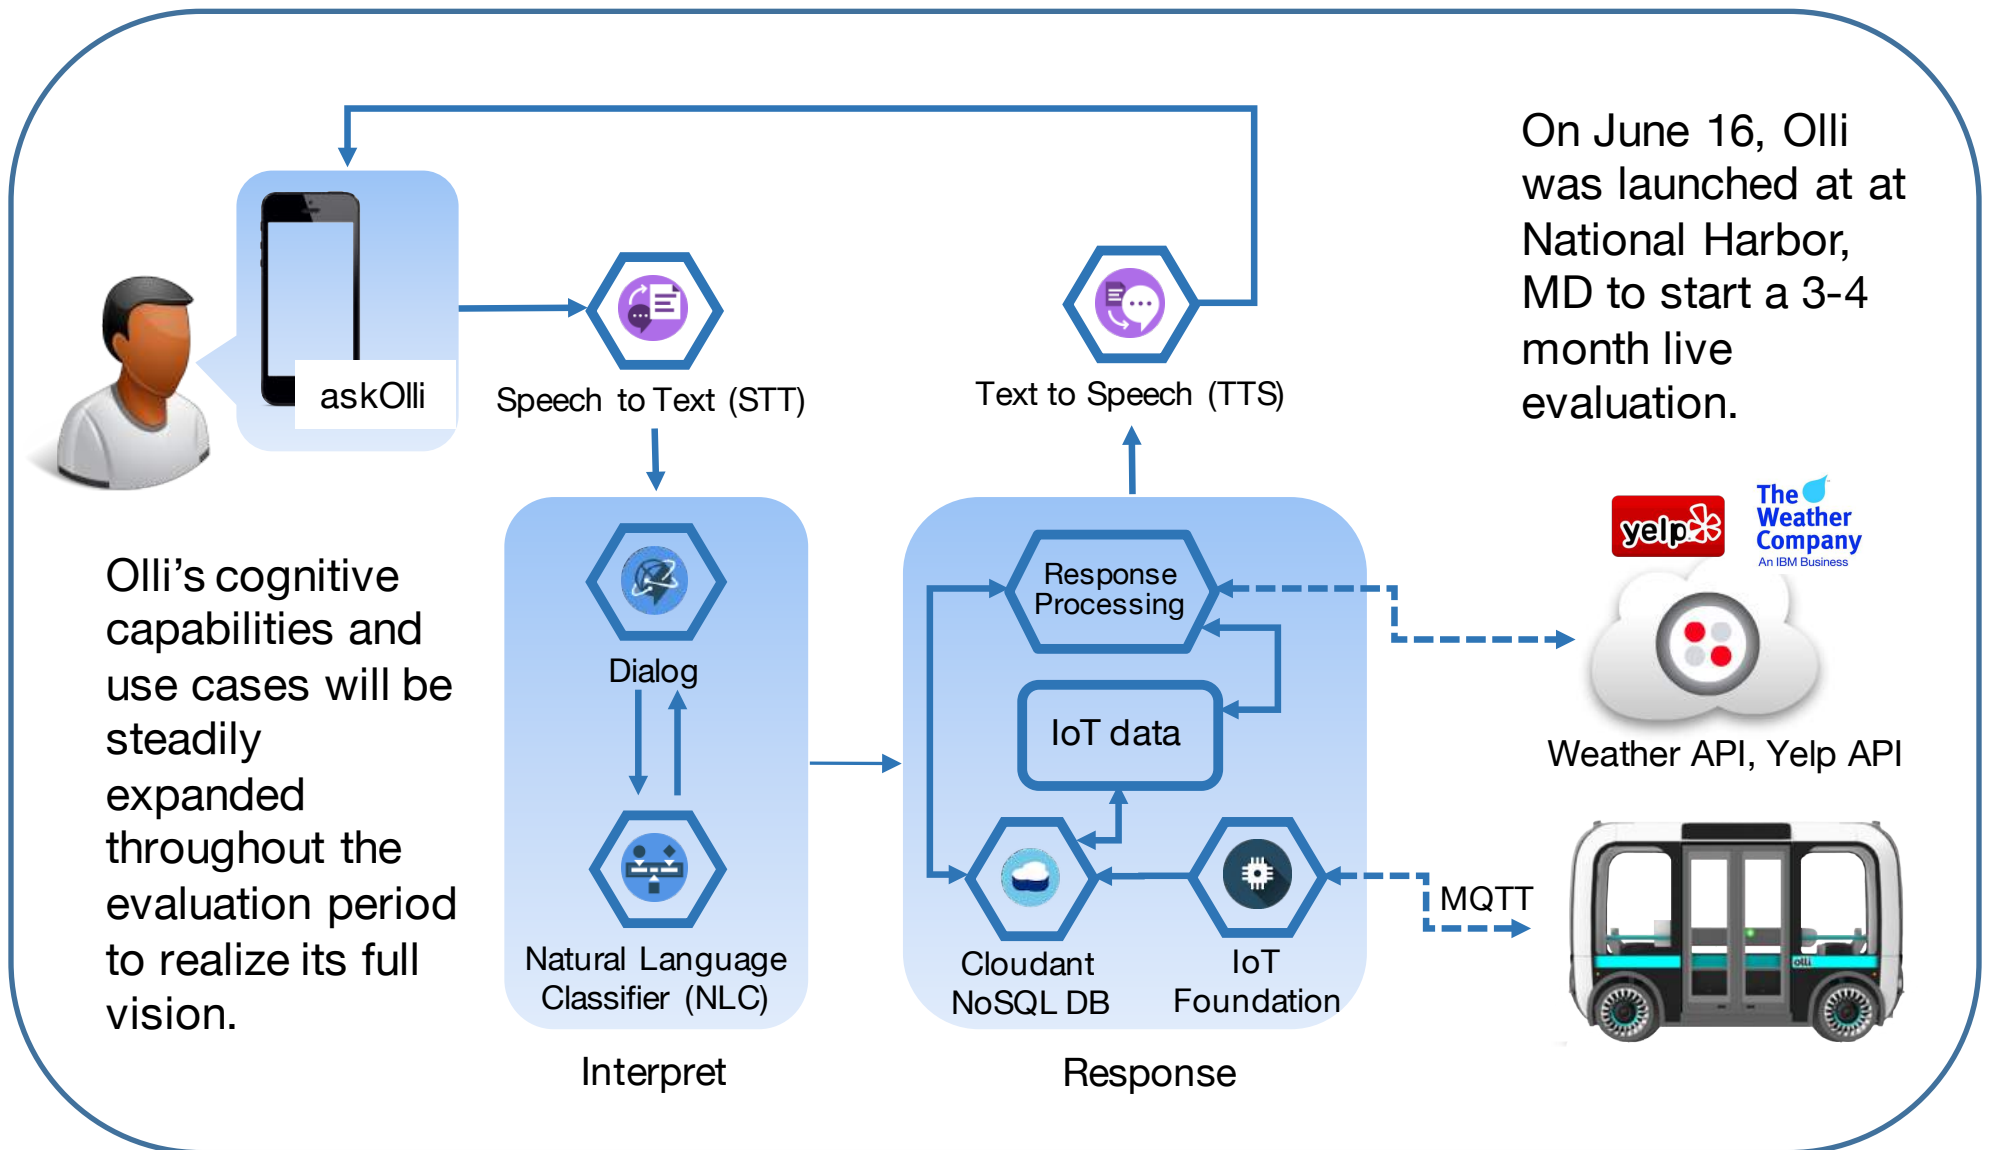 On June 16, Olli
was launched at at
National Harbor,
MD to start a 3-4
month live
evaluation.
askOlli
Speech to Text (STT)
Text to Speech (TTS)
Olli’s cognitive
capabilities and
use cases will be
steadily
expanded
throughout the
evaluation period
to realize its full
vision.
Dialog
Natural Language
Classifier (NLC)
Interpret
Response
Processing
IoT data
Cloudant
NoSQL DB
IoT
Foundation
Response
yelp
The
Weather
Company
An IBM Business
Weather API, Yelp API
MQTT
olli